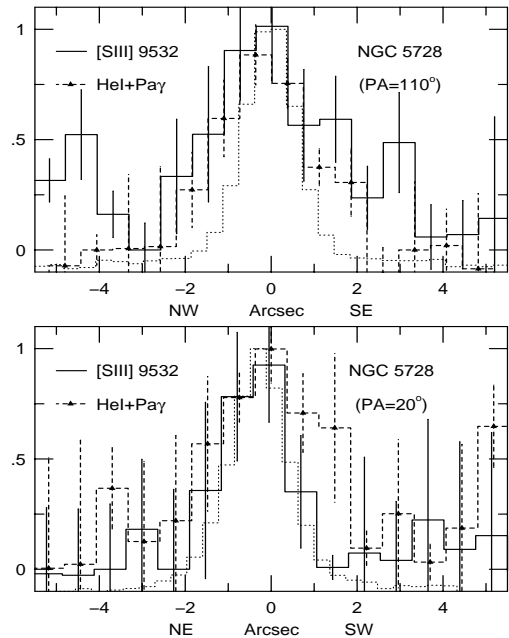 [SIII] 9532 NGC 5728
HeI+Paγ (PA=110°)
1
.5
0
−4 −2 0 2 4
NW Arcsec SE
[SIII] 9532 NGC 5728
HeI+Paγ (PA=20°)
1
.5
0
−4 −2 0 2 4
NE Arcsec SW